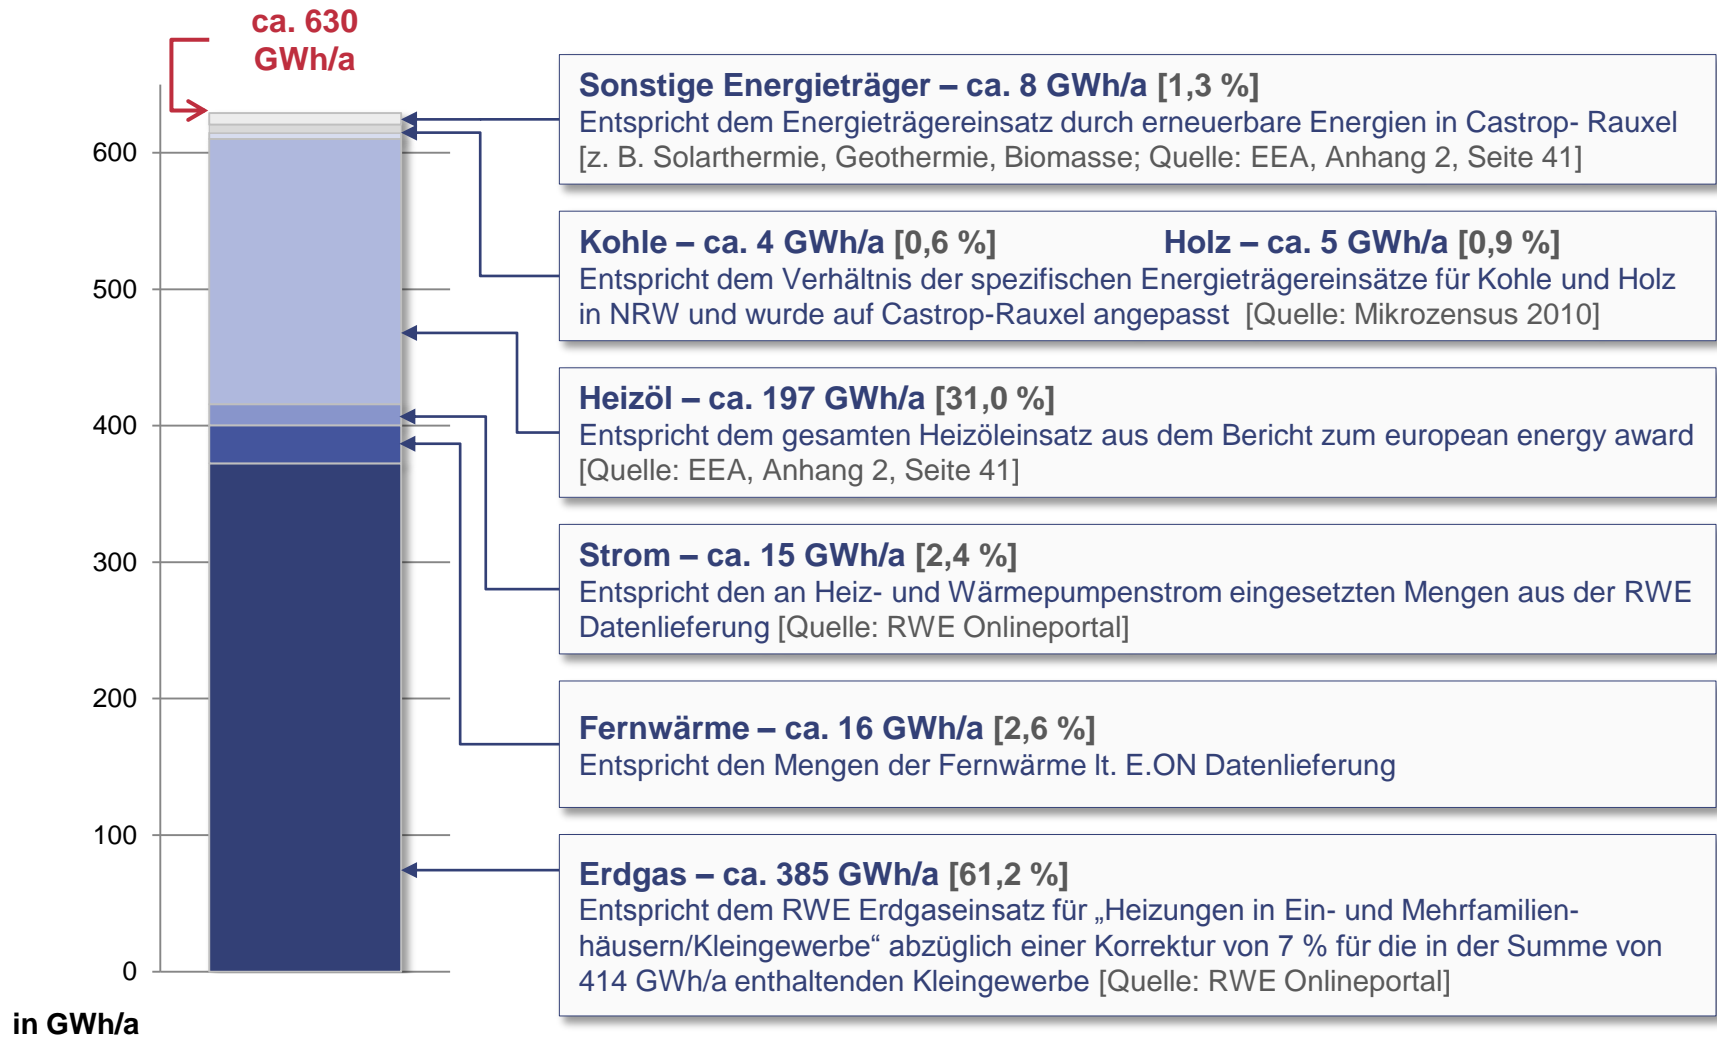 ca. 630
GWh/a
600
500
400
300
200
100
0
in GWh/a
Sonstige Energieträger – ca. 8 GWh/a [1,3 %]
Entspricht dem Energieträgereinsatz durch erneuerbare Energien in Castrop- Rauxel
[z. B. Solarthermie, Geothermie, Biomasse; Quelle: EEA, Anhang 2, Seite 41]
Kohle – ca. 4 GWh/a [0,6 %] Holz – ca. 5 GWh/a [0,9 %]
Entspricht dem Verhältnis der spezifischen Energieträgereinsätze für Kohle und Holz
in NRW und wurde auf Castrop-Rauxel angepasst [Quelle: Mikrozensus 2010]
Heizöl – ca. 197 GWh/a [31,0 %]
Entspricht dem gesamten Heizöleinsatz aus dem Bericht zum european energy award
[Quelle: EEA, Anhang 2, Seite 41]
Strom – ca. 15 GWh/a [2,4 %]
Entspricht den an Heiz- und Wärmepumpenstrom eingesetzten Mengen aus der RWE
Datenlieferung [Quelle: RWE Onlineportal]
Fernwärme – ca. 16 GWh/a [2,6 %]
Entspricht den Mengen der Fernwärme lt. E.ON Datenlieferung
Erdgas – ca. 385 GWh/a [61,2 %]
Entspricht dem RWE Erdgaseinsatz für „Heizungen in Ein- und Mehrfamilien-
häusern/Kleingewerbe“ abzüglich einer Korrektur von 7 % für die in der Summe von
414 GWh/a enthaltenden Kleingewerbe [Quelle: RWE Onlineportal]